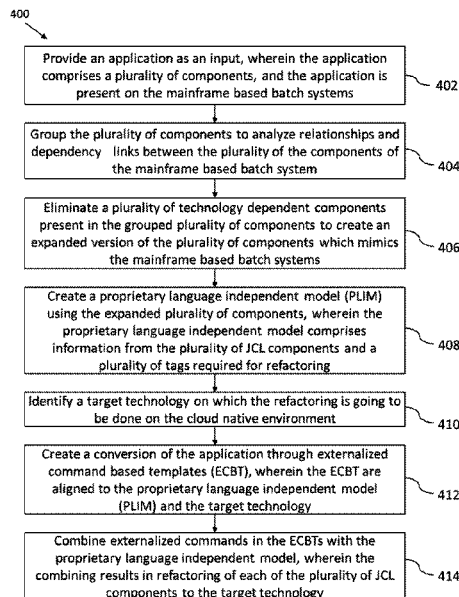 400
Provide an application as an input, wherein the application
comprises a plurality of components, and the application is
present on the mainframe based batch systems
402
Group the plurality of components to analyze relationships and
dependency links between the plurality of the components of
the mainframe based batch system
404
Eliminate a plurality of technology dependent components
present in the grouped plurality of components to create an
expanded version of the plurality of components which mimics
the mainframe based batch systems
406
Create a proprietary language independent model (PLIM)
using the expanded plurality of components, wherein the
proprietary language independent model comprises
information from the plurality of JCL components and a
plurality of tags required for refactoring
408
Identify a target technology on which the refactoring is going to
be done on the cloud native environment
410
Create a conversion of the application through externalized
command based templates (ECBT), wherein the ECBT are
aligned to the proprietary language independent model
(PLIM) and the target technology
412
Combine externalized commands in the ECBTs with the
proprietary language independent model, wherein the
combining results in refactoring of each of the plurality of JCL
components to the target technology
414